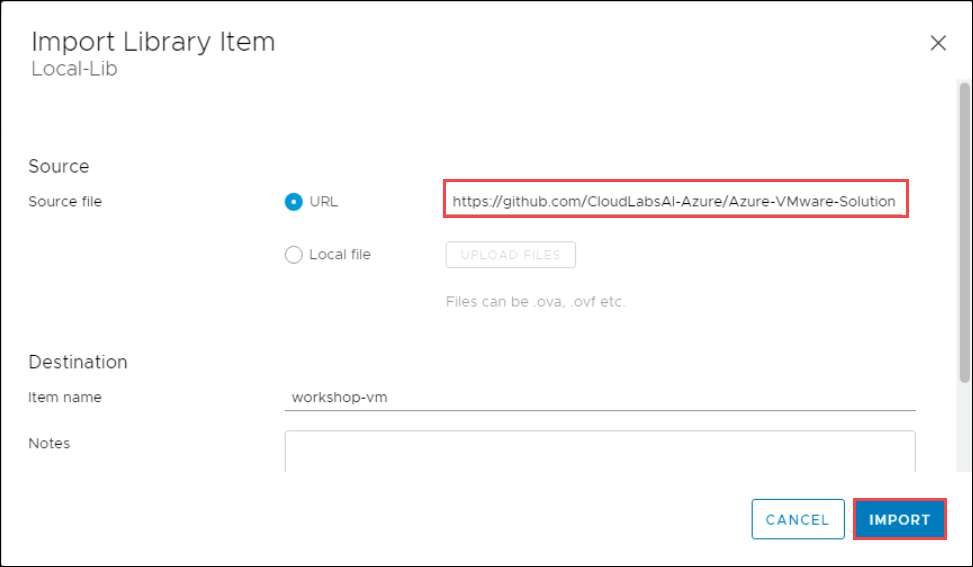 Import Library Item
Local-Lib
Source
Source file
URL
https://github.com/CloudLabsAI-Azure/Azure-VMware-Solution
Local file
UPLOAD FILES
Files can be .ova, .ovf etc.
Destination
Item name
workshop-vm
Notes
CANCEL
IMPORT